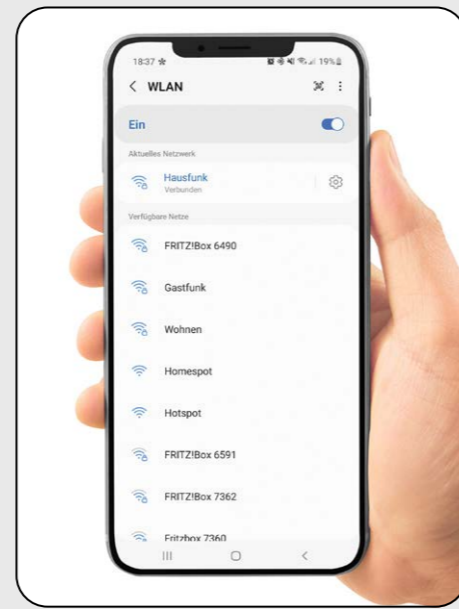 18:37
19%
WLAN
Ein
Aktuelles Netzwerk
Hausfunk
Verbunden
Verfügbare Netze
FRITZ!Box 6490
Gastfunk
Wohnen
Homespot
Hotspot
FRITZ!Box 6591
FRITZ!Box 7362
Fritzbox 7360